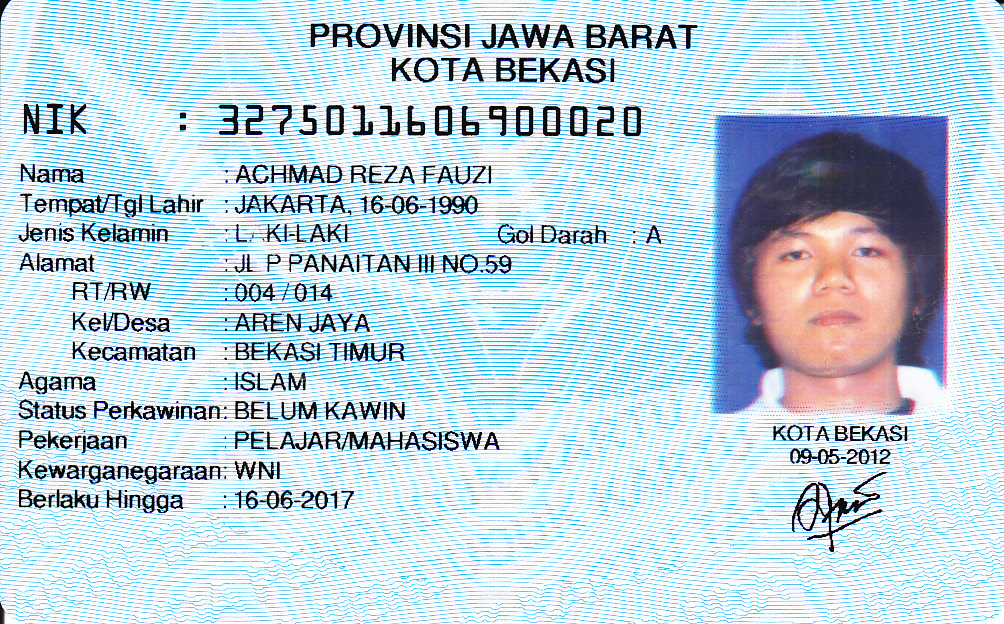 PROVINSI JAWA BARAT
KOTA BEKASI
NIK : 3275011606900020
Nama : ACHMAD REZA FAUZI
Tempat/Tgl Lahir : JAKARTA, 16-06-1990
Jenis Kelamin : L KI-LAKI Gol Darah : A
Alamat : JL P PANAITAN III NO.59
RT/RW : 004 / 014
Kel/Desa : AREN JAYA
Kecamatan : BEKASI TIMUR
Agama : ISLAM
Status Perkawinan: BELUM KAWIN
Pekerjaan : PELAJAR/MAHASISWA
Kewarganegaraan: WNI
Berlaku Hingga : 16-06-2017
KOTA BEKASI
09-05-2012